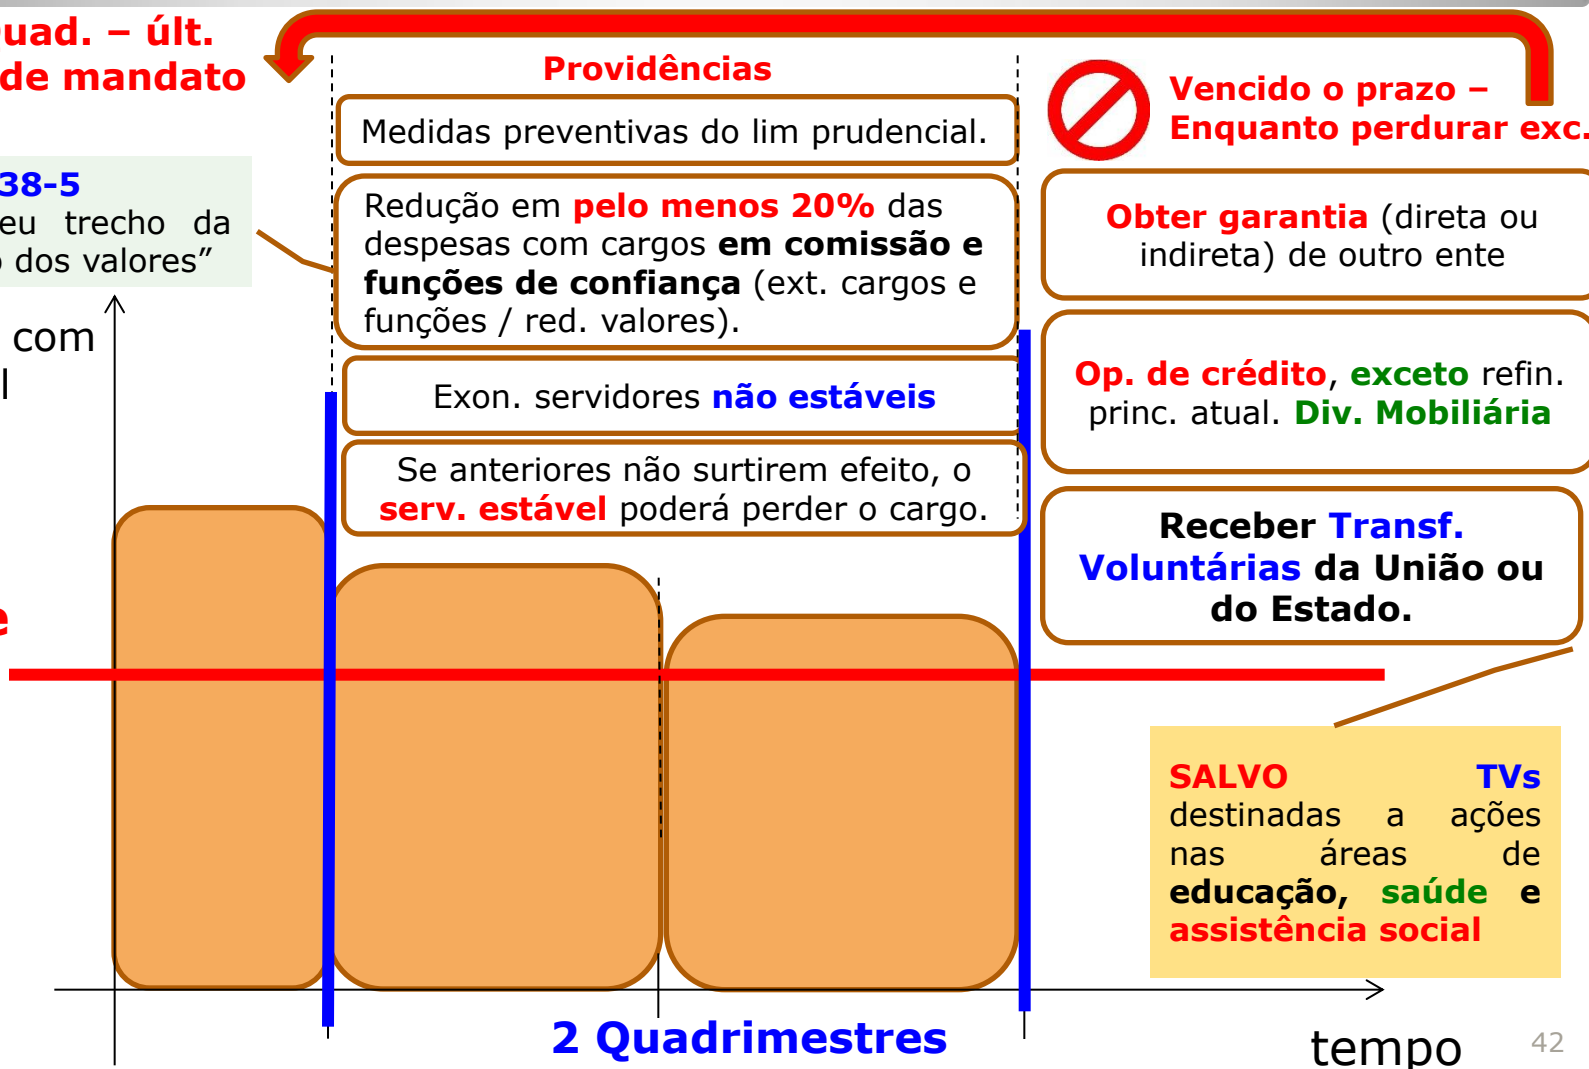 uad. – últ.
de mandato
38-5
eu trecho da
o dos valores”
com
l
e
Providências
Medidas preventivas do lim prudencial.
Redução em pelo menos 20% das
despesas com cargos em comissão e
funções de confiança (ext. cargos e
funções / red. valores).
Exon. servidores não estáveis
Se anteriores não surtirem efeito, o
serv. estável poderá perder o cargo.
Vencido o prazo –
Enquanto perdurar exc.
Obter garantia (direta ou
indireta) de outro ente
Op. de crédito, exceto refin.
princ. atual. Div. Mobiliária
Receber Transf.
Voluntárias da União ou
do Estado.
SALVO TVs
destinadas a ações
nas áreas de
educação, saúde e
assistência social
2 Quadrimestres
tempo
42